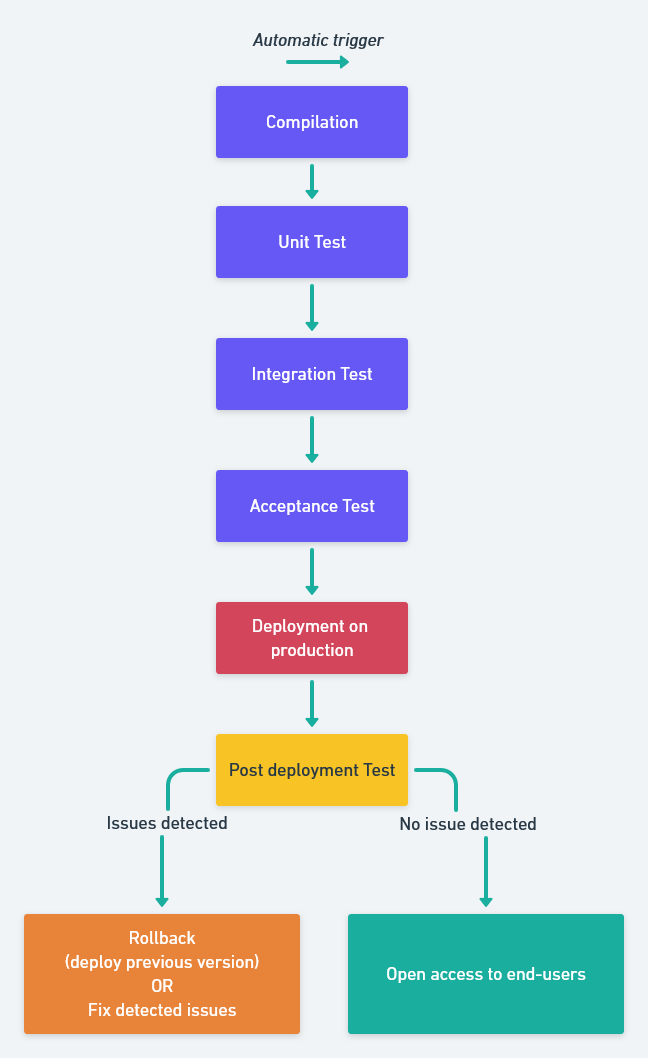 Automatic trigger
Compilation
Unit Test
Integration Test
Acceptance Test
Deployment on
production
Post deployment Test
Issues detected
No issue detected
Rollback
(deploy previous version)
OR
Fix detected issues
Open access to end-users